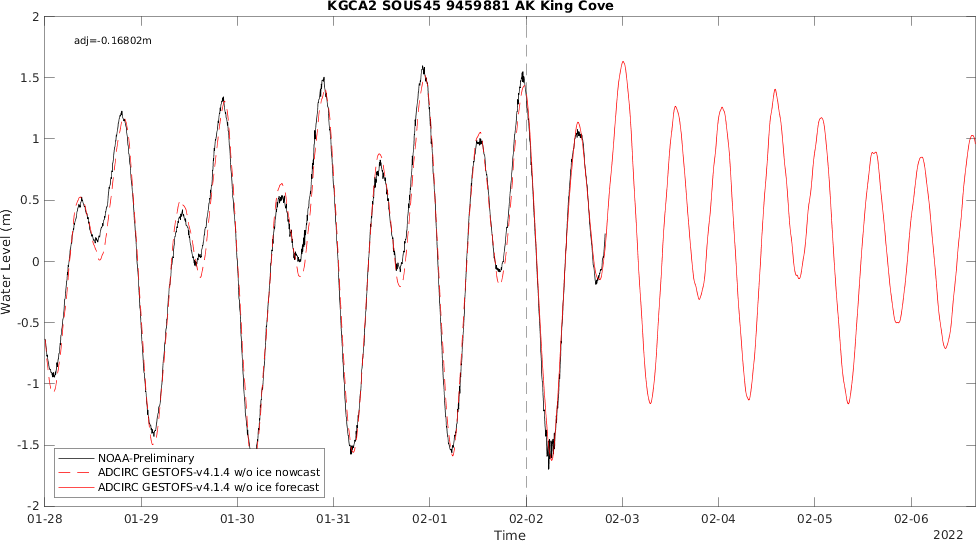 KGCA2 SOUS45 9459881 AK King Cove
adj=-0.16802m
Water Level (m)
2
1.5
1
0.5
0
-0.5
-1
-1.5
-2
NOAA-Preliminary
ADCIRC GESTOFS-v4.1.4 w/o ice nowcast
ADCIRC GESTOFS-v4.1.4 w/o ice forecast
01-28 01-29 01-30 01-31 02-01 02-02 02-03 02-04 02-05 02-06
Time
2022